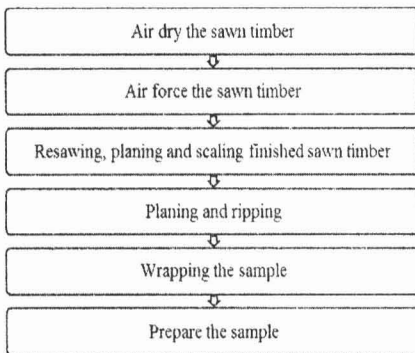 Air dry the sawn timber
Air force the sawn timber
Resawing, planing and scaling finished sawn timber
Planing and ripping
Wrapping the sample
Prepare the sample